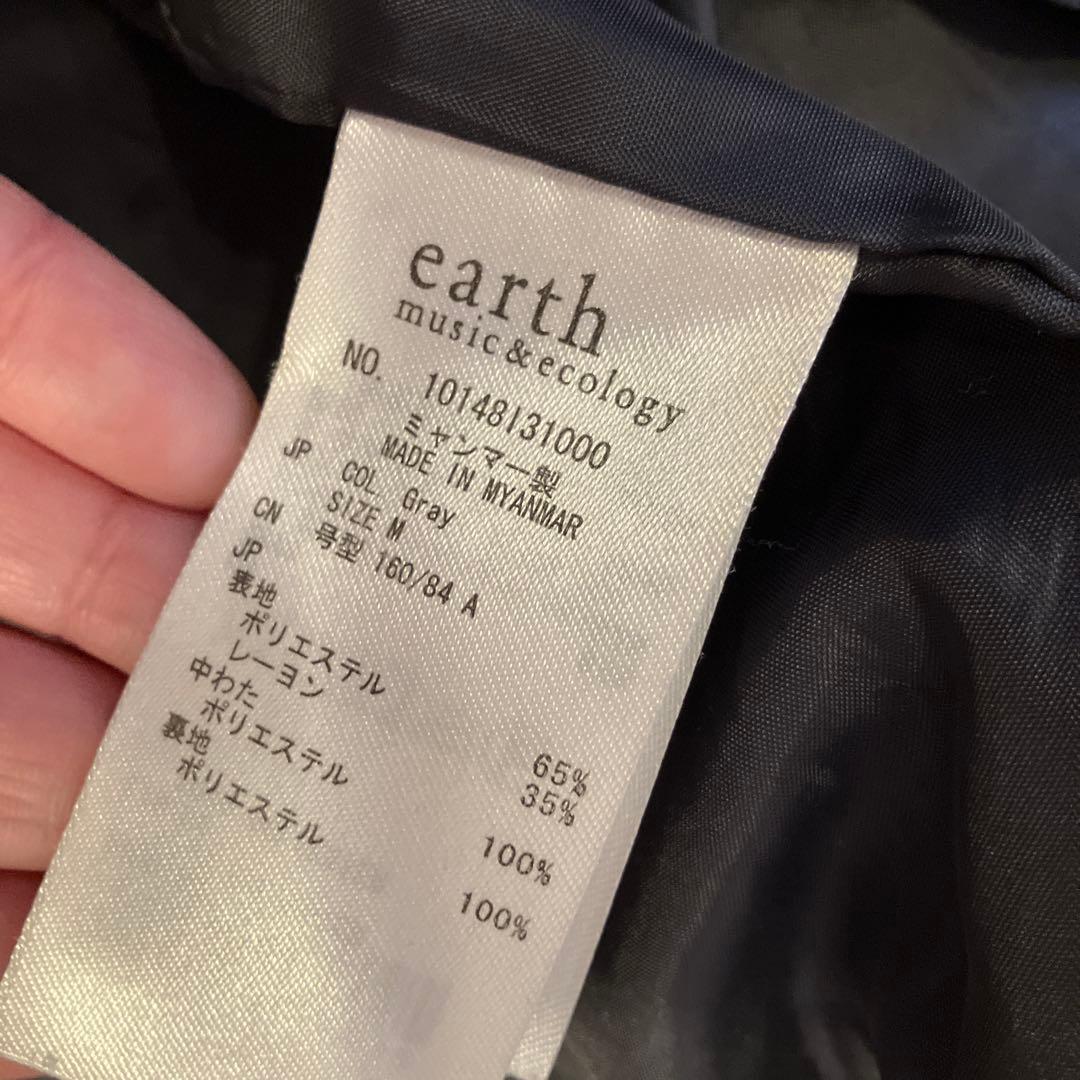 earth
music&ecology
NO. 10148131000
ミャンマー製
MADE IN MYANMAR
JP COL Gray
SIZE M
CN 号型 160/84 A
JP
表地
ポリエステル 65%
レーヨン 35%
中わた
ポリエステル 100%
裏地
ポリエステル 100%